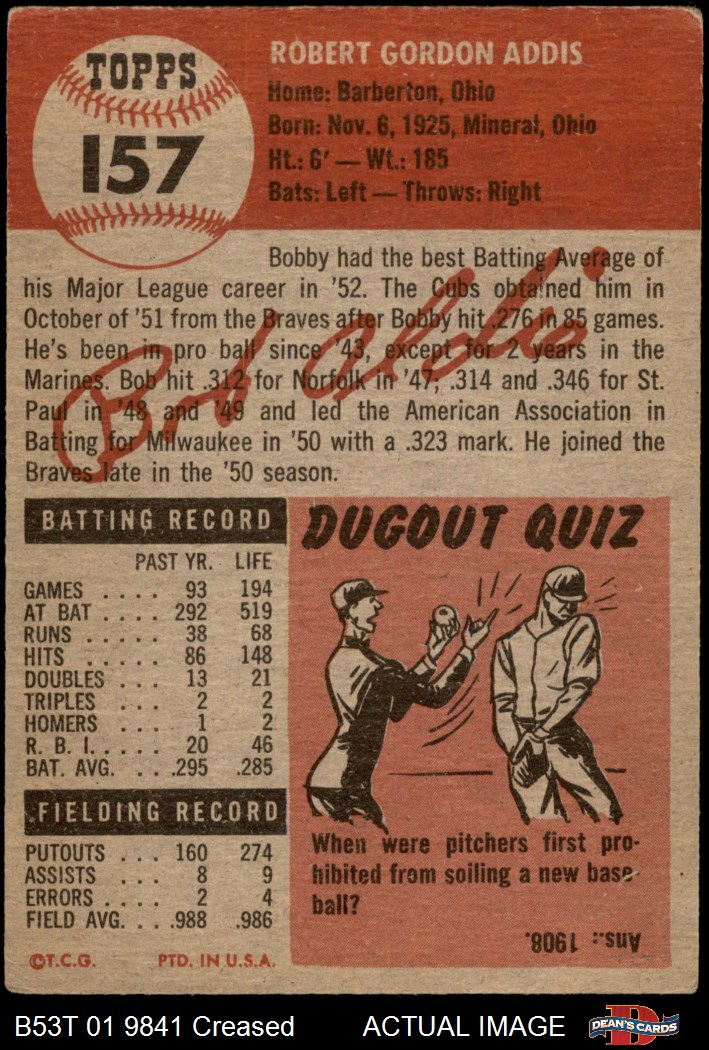 TOPPS
157
ROBERT GORDON ADDIS
Home: Barberton, Ohio
Born: Nov. 6, 1925, Mineral, Ohio
Ht.: 6' — Wt.: 185
Bats: Left — Throws: Right
Bobby had the best Batting Average of
his Major League career in '52. The Cubs obtained him in
October of '51 from the Braves after Bobby hit .276 in 85 games.
He's been in pro ball since '43, except for 2 years in the
Marines. Bob hit .312 for Norfolk in '47; .314 and .346 for St.
Paul in '48 and '49 and led the American Association in
Batting for Milwaukee in '50 with a .323 mark. He joined the
Braves late in the '50 season.
Bob Addis
BATTING RECORD
PAST YR. LIFE
GAMES .... 93 194
AT BAT .... 292 519
RUNS ..... 38 68
HITS ..... 86 148
DOUBLES ... 13 21
TRIPLES ... 2 2
HOMERS ... 1 2
R. B. I. .... 20 46
BAT. AVG. ... .295 .285
FIELDING RECORD
PUTOUTS ... 160 274
ASSISTS ... 8 9
ERRORS ... 2 4
FIELD AVG. ... .988 .986
©T.C.G. PTD. IN U.S.A.
DUGOUT QUIZ
When were pitchers first pro-
hibited from soiling a new base
ball?
Ans.: 1908.
B53T 01 9841 Creased ACTUAL IMAGE
DEAN'S CARDS